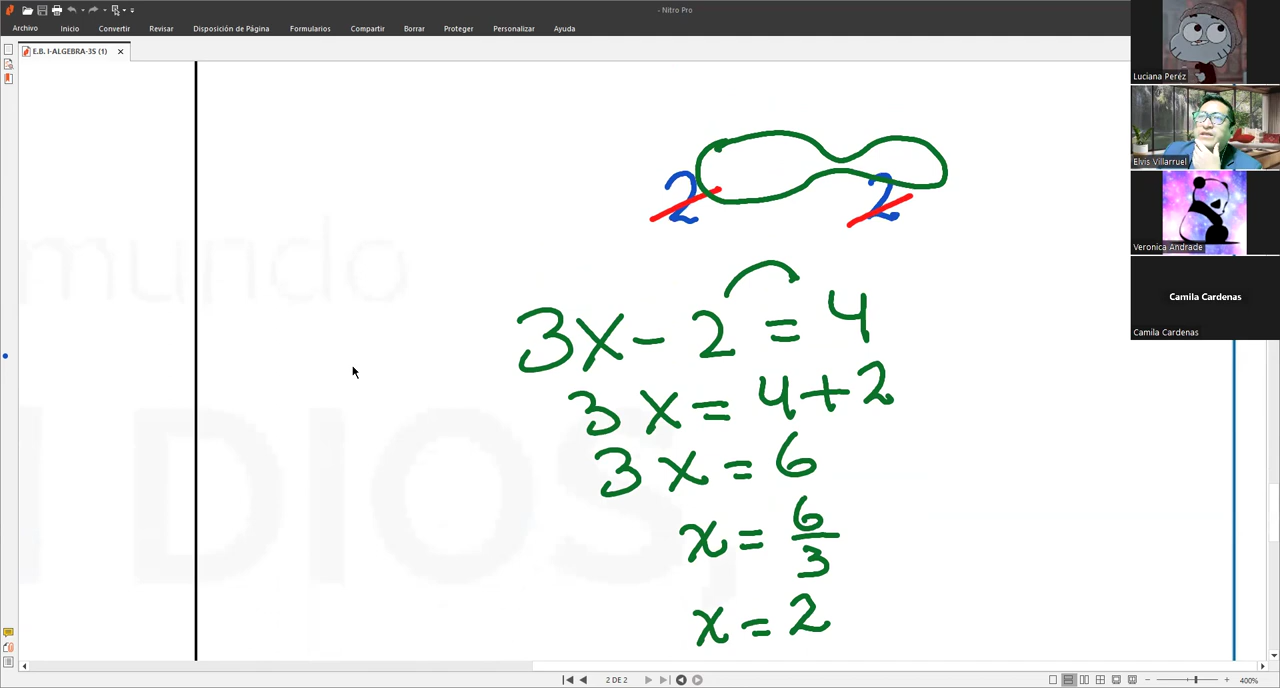 - Nitro Pro
Archivo Inicio Convertir Revisar Disposición de Página Formularios Compartir Borrar Proteger Personalizar Ayuda
E.B. I-ALGEBRA-3S (1)
Luciana Peréz
Elvis Villarruel
Veronica Andrade
Camila Cardenas
Camila Cardenas
2 2
mundo
3x - 2 = 4
3x = 4 + 2
3x = 6
DIOS,
x = 6/3
x = 2
2 DE 2
400%